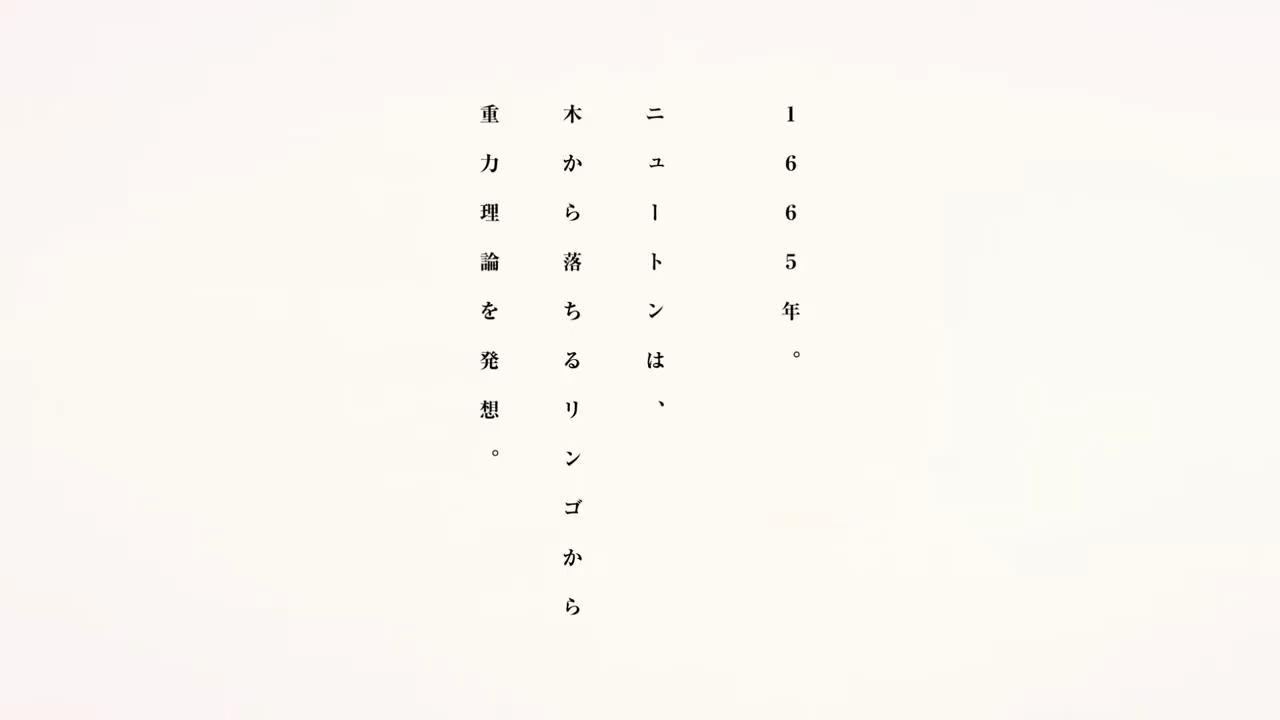 1665年。
ニュートンは、
木から落ちるリンゴから
重力理論を発想。